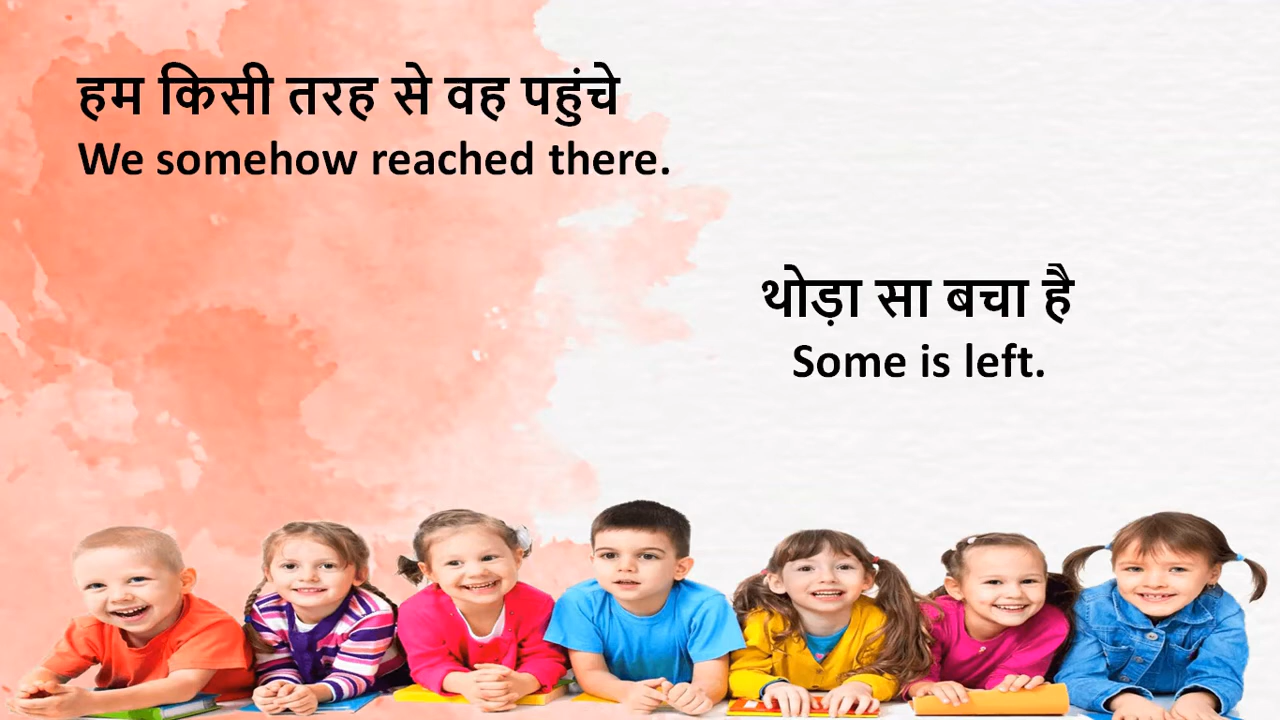 हम किसी तरह से वह पहुंचे
We somehow reached there.
थोड़ा सा बचा है
Some is left.